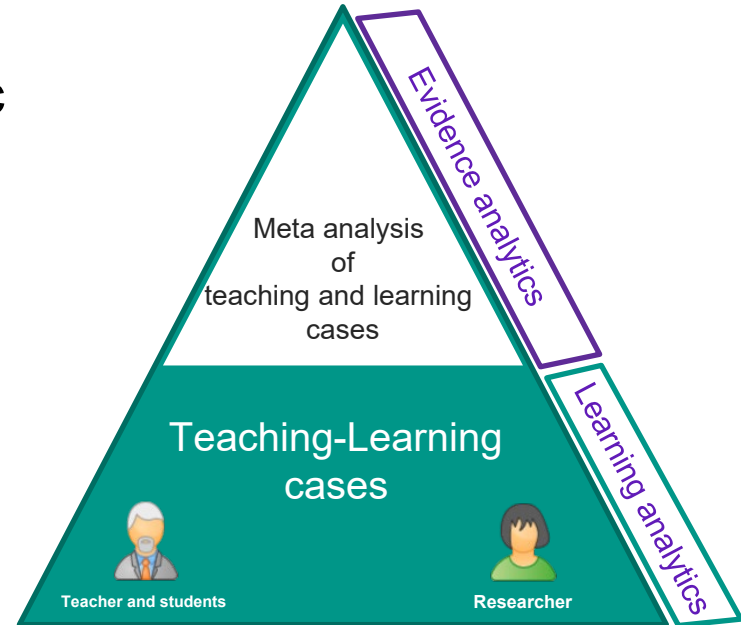 Meta analysis
of
teaching and learning
cases
Evidence analytics
Teaching-Learning
cases
Learning analytics
Teacher and students
Researcher